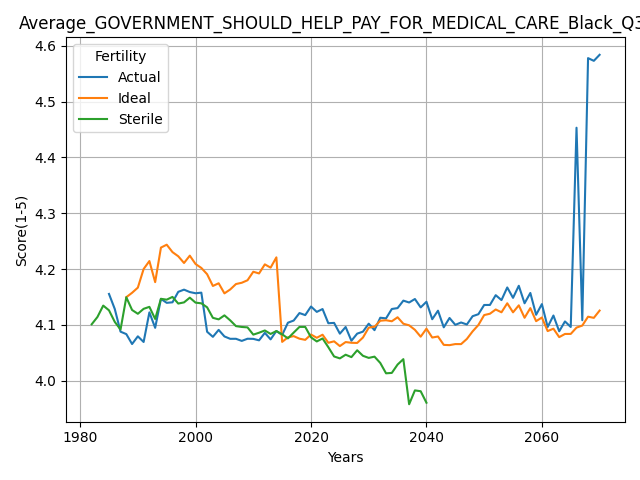 Average_GOVERNMENT_SHOULD_HELP_PAY_FOR_MEDICAL_CARE_Black_Q3
Fertility
Actual
Ideal
Sterile
Score(1-5)
4.6
4.5
4.4
4.3
4.2
4.1
4.0
1980 2000 2020 2040 2060
Years